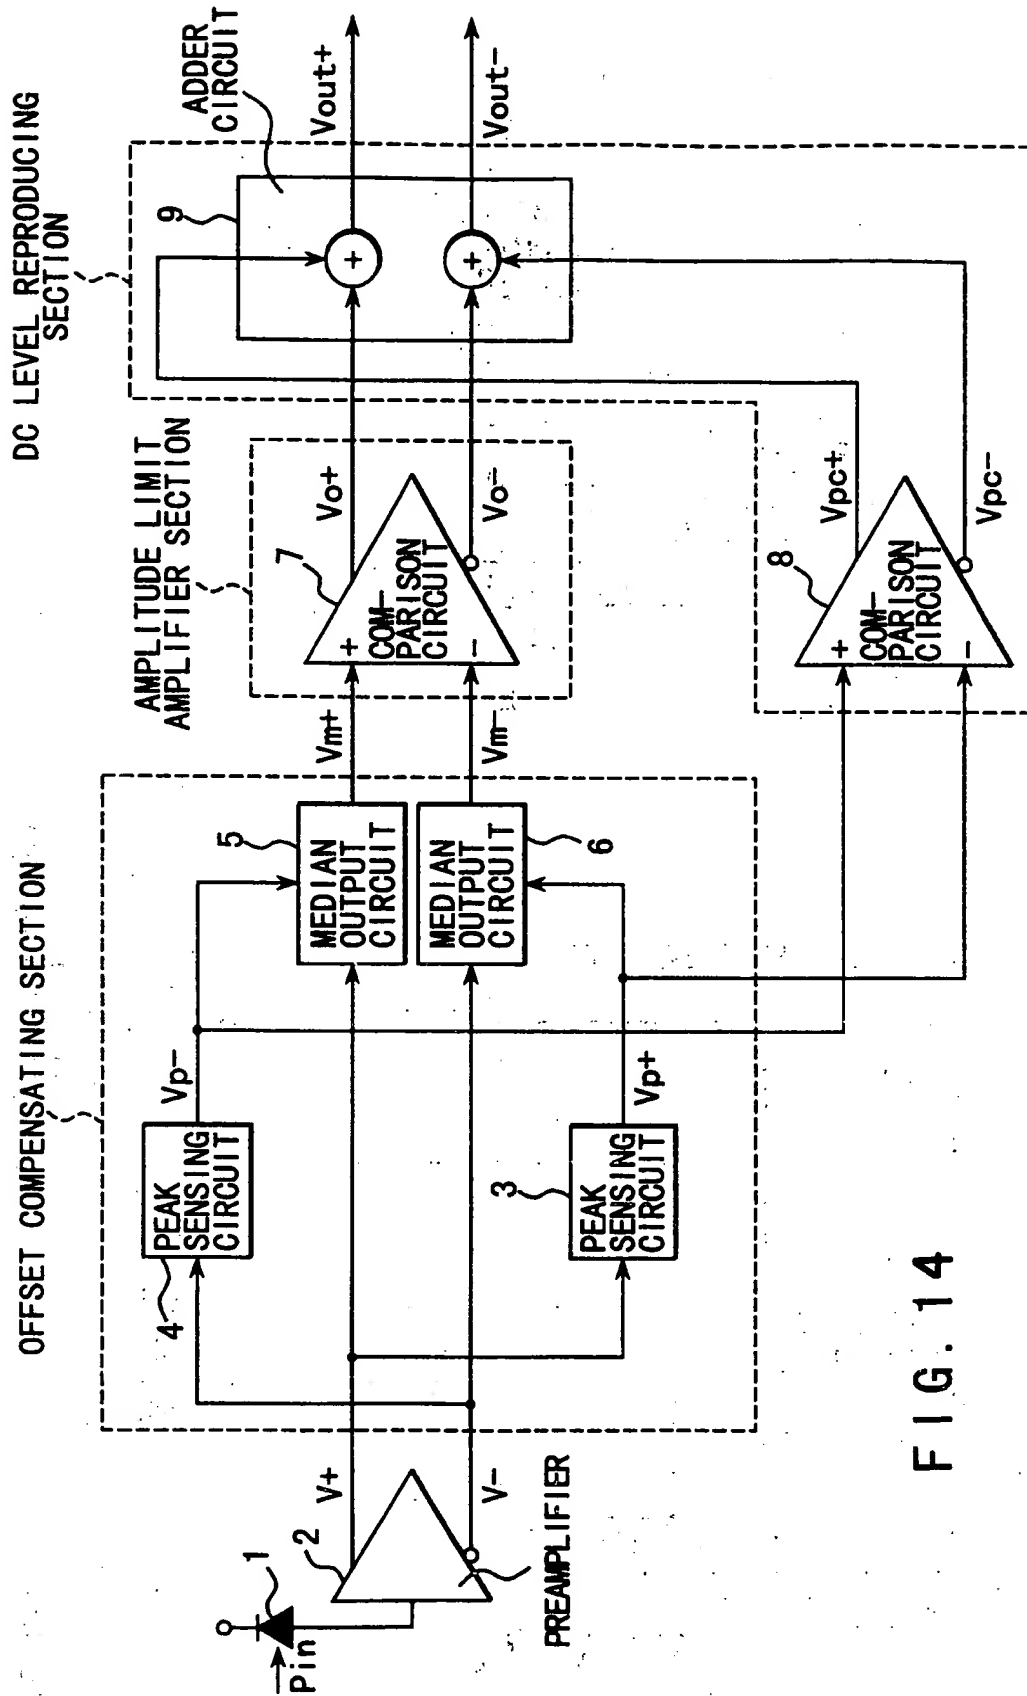 OFFSET COMPENSATING SECTION
DC LEVEL REPRODUCING
SECTION
AMPLITUDE LIMIT
AMPLIFIER SECTION
ADDER
CIRCUIT
Pin
1
2
PREAMPLIFIER
V+
V-
4
PEAK
SENSING
CIRCUIT
Vp-
3
PEAK
SENSING
CIRCUIT
Vp+
5
MEDIAN
OUTPUT
CIRCUIT
6
MEDIAN
OUTPUT
CIRCUIT
Vm+
Vm-
7
+
COM-
PARISON
CIRCUIT
-
Vo+
Vo-
8
+
COM-
PARISON
CIRCUIT
-
Vpc+
Vpc-
9
+
+
Vout+
Vout-
FIG. 14